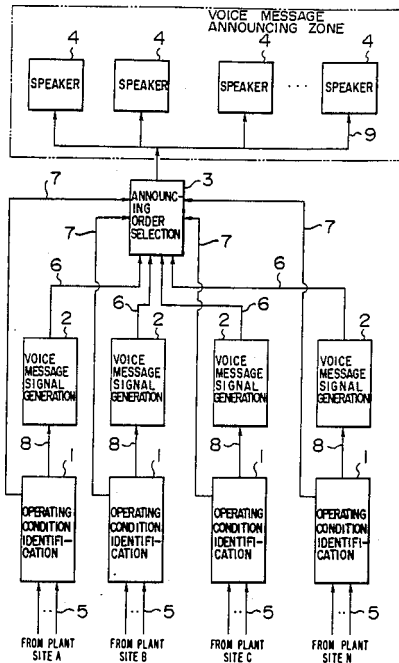 VOICE MESSAGE
ANNOUNCING ZONE
4 4 4 4
SPEAKER SPEAKER SPEAKER ... SPEAKER
9
3
7
ANNOUNC-
ING
ORDER
SELECTION
7 7 7
6 6 6 6
2 2 2 2
VOICE
MESSAGE
SIGNAL
GENERATION
VOICE
MESSAGE
SIGNAL
GENERATION
VOICE
MESSAGE
SIGNAL
GENERATION
VOICE
MESSAGE
SIGNAL
GENERATION
8 8 8 8
1 1 1 1
OPERATING
CONDITION
IDENTIFI-
CATION
OPERATING
CONDITION
IDENTIFI-
CATION
OPERATING
CONDITION
IDENTIFI-
CATION
OPERATING
CONDITION
IDENTIFI-
CATION
5 5 5 5
FROM PLANT
SITE A
FROM PLANT
SITE B
FROM PLANT
SITE C
FROM PLANT
SITE N